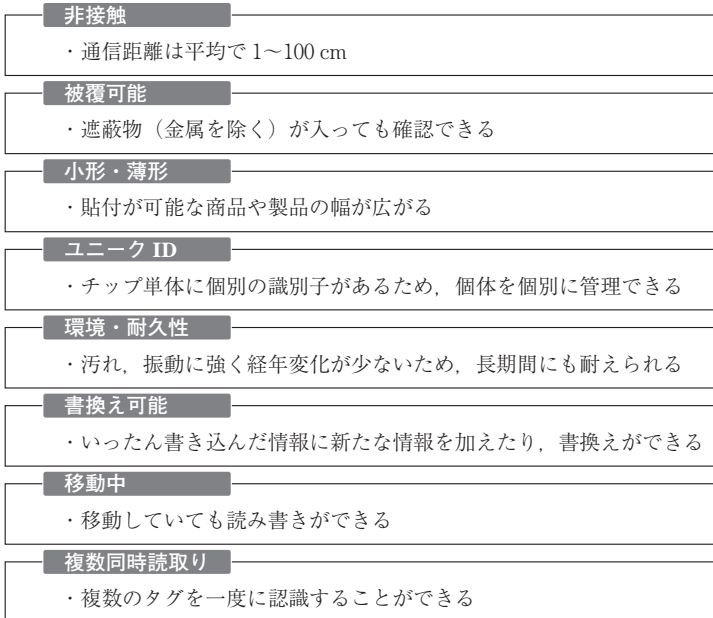 非接触
・通信距離は平均で 1～100 cm
被覆可能
・遮蔽物（金属を除く）が入っても確認できる
小形・薄形
・貼付が可能な商品や製品の幅が広がる
ユニーク ID
・チップ単体に個別の識別子があるため，個体を個別に管理できる
環境・耐久性
・汚れ，振動に強く経年変化が少ないため，長期間にも耐えられる
書換え可能
・いったん書き込んだ情報に新たな情報を加えたり，書換えができる
移動中
・移動していても読み書きができる
複数同時読取り
・複数のタグを一度に認識することができる